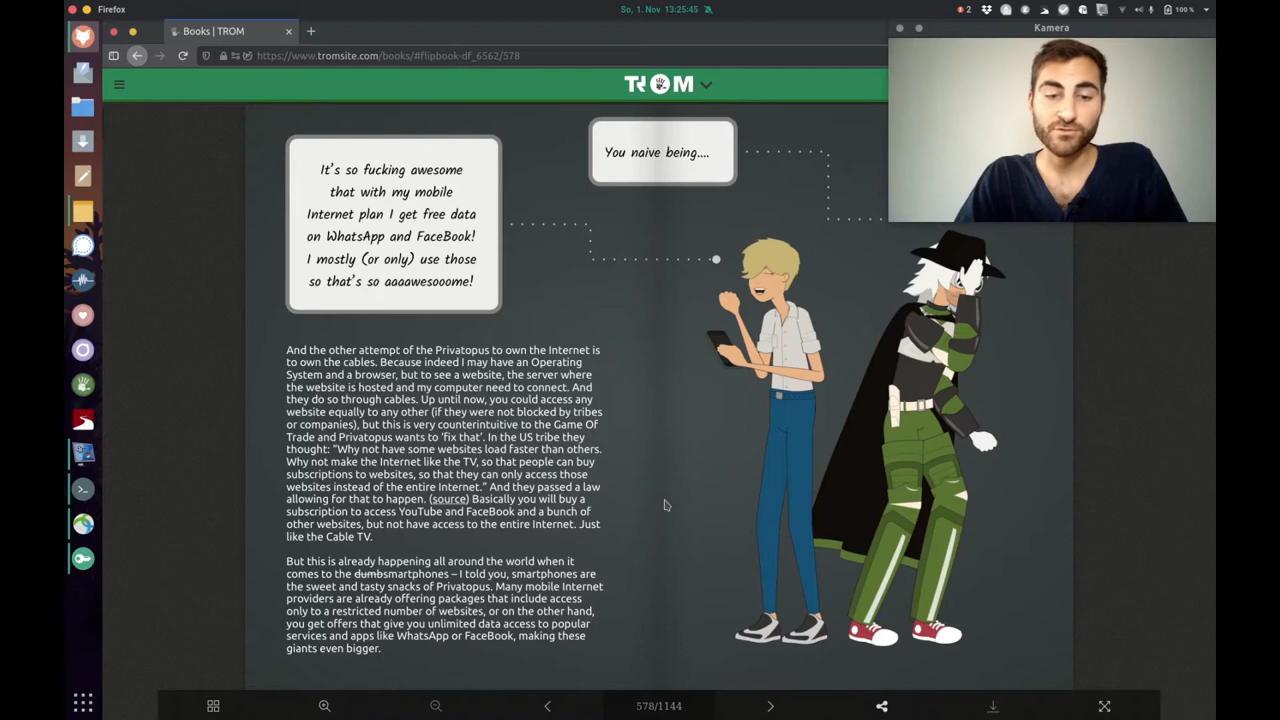 Firefox
So, 1. Nov 13:25:45
2
100 %
Books | TROM
https://www.tromsite.com/books/#flipbook-df_6562/578
Kamera
TROM
It's so fucking awesome
that with my mobile
Internet plan I get free data
on WhatsApp and FaceBook!
I mostly (or only) use those
so that's so aaaawesooome!
You naive being....
And the other attempt of the Privatopus to own the Internet is
to own the cables. Because indeed I may have an Operating
System and a browser, but to see a website, the server where
the website is hosted and my computer need to connect. And
they do so through cables. Up until now, you could access any
website equally to any other (if they were not blocked by tribes
or companies), but this is very counterintuitive to the Game Of
Trade and Privatopus wants to 'fix that'. In the US tribe they
thought: "Why not have some websites load faster than others.
Why not make the Internet like the TV, so that people can buy
subscriptions to websites, so that they can only access those
websites instead of the entire Internet." And they passed a law
allowing for that to happen. (source) Basically you will buy a
subscription to access YouTube and FaceBook and a bunch of
other websites, but not have access to the entire Internet. Just
like the Cable TV.
But this is already happening all around the world when it
comes to the dumbsmartphones – I told you, smartphones are
the sweet and tasty snacks of Privatopus. Many mobile Internet
providers are already offering packages that include access
only to a restricted number of websites, or on the other hand,
you get offers that give you unlimited data access to popular
services and apps like WhatsApp or FaceBook, making these
giants even bigger.
578/1144